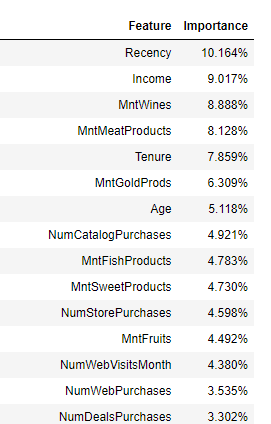 Feature Importance
Recency 10.164%
Income 9.017%
MntWines 8.888%
MntMeatProducts 8.128%
Tenure 7.859%
MntGoldProds 6.309%
Age 5.118%
NumCatalogPurchases 4.921%
MntFishProducts 4.783%
MntSweetProducts 4.730%
NumStorePurchases 4.598%
MntFruits 4.492%
NumWebVisitsMonth 4.380%
NumWebPurchases 3.535%
NumDealsPurchases 3.302%